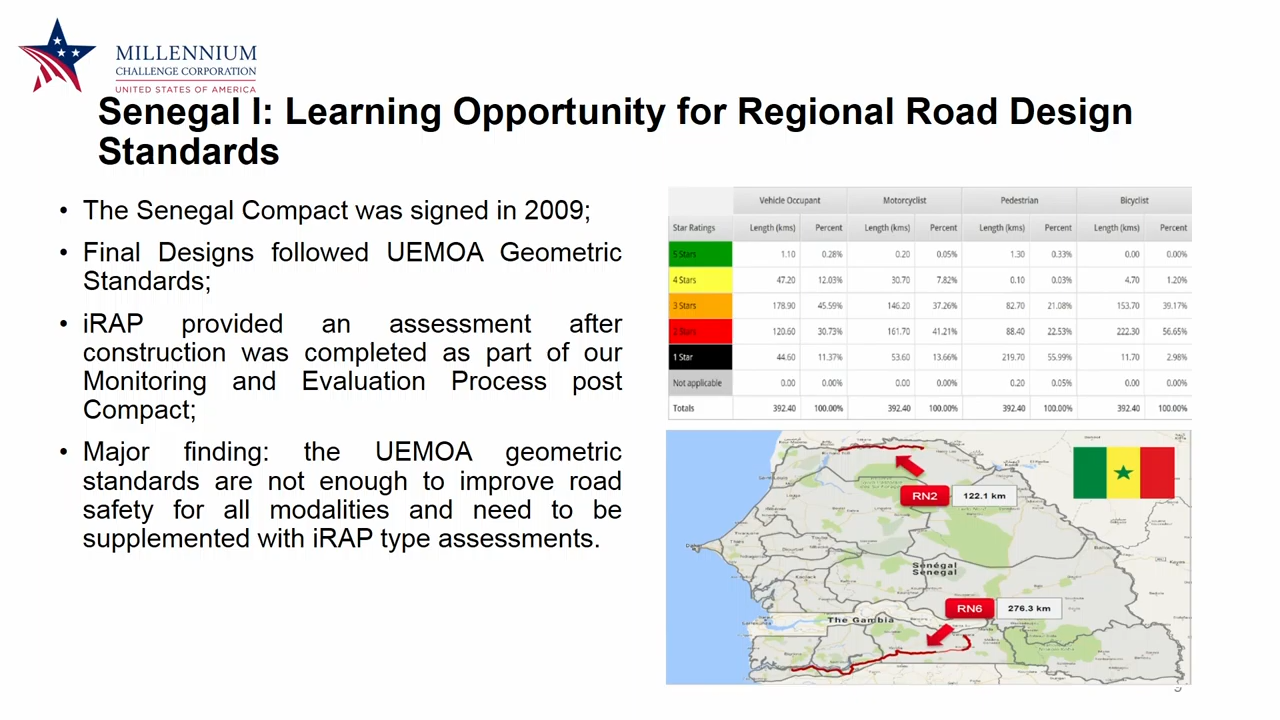 MILLENNIUM
CHALLENGE CORPORATION
UNITED STATES OF AMERICA
Senegal I: Learning Opportunity for Regional Road Design
Standards
• The Senegal Compact was signed in 2009;
• Final Designs followed UEMOA Geometric
Standards;
• iRAP provided an assessment after
construction was completed as part of our
Monitoring and Evaluation Process post
Compact;
• Major finding: the UEMOA geometric
standards are not enough to improve road
safety for all modalities and need to be
supplemented with iRAP type assessments.
Vehicle Occupant Motorcyclist Pedestrian Bicyclist
Star Ratings Length (kms) Percent Length (kms) Percent Length (kms) Percent Length (kms) Percent
5 Stars 1.10 0.28% 0.20 0.05% 1.30 0.33% 0.00 0.00%
4 Stars 47.20 12.03% 30.70 7.82% 0.10 0.03% 4.70 1.20%
3 Stars 178.90 45.59% 146.20 37.26% 82.70 21.08% 153.70 39.17%
2 Stars 120.60 30.73% 161.70 41.21% 88.40 22.53% 222.30 56.65%
1 Star 44.60 11.37% 53.60 13.66% 219.70 55.99% 11.70 2.98%
Not applicable 0.00 0.00% 0.00 0.00% 0.20 0.05% 0.00 0.00%
Totals 392.40 100.00% 392.40 100.00% 392.40 100.00% 392.40 100.00%
RN2 122.1 km
Sénégal
Senegal
RN6 276.3 km
The Gambia